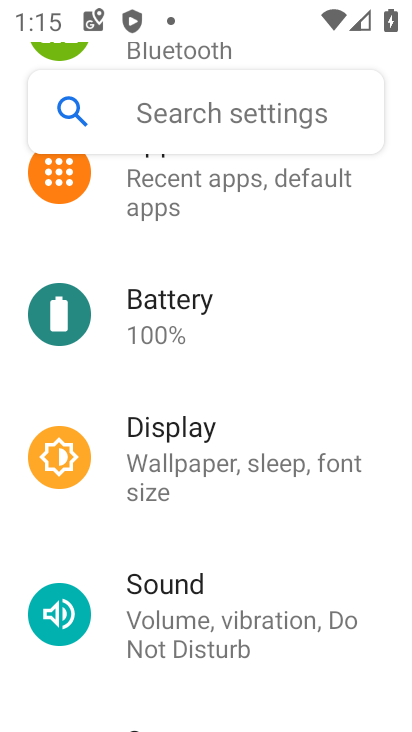 1:15
Bluetooth
Search settings
Recent apps, default
apps
Battery
100%
Display
Wallpaper, sleep, font
size
Sound
Volume, vibration, Do
Not Disturb